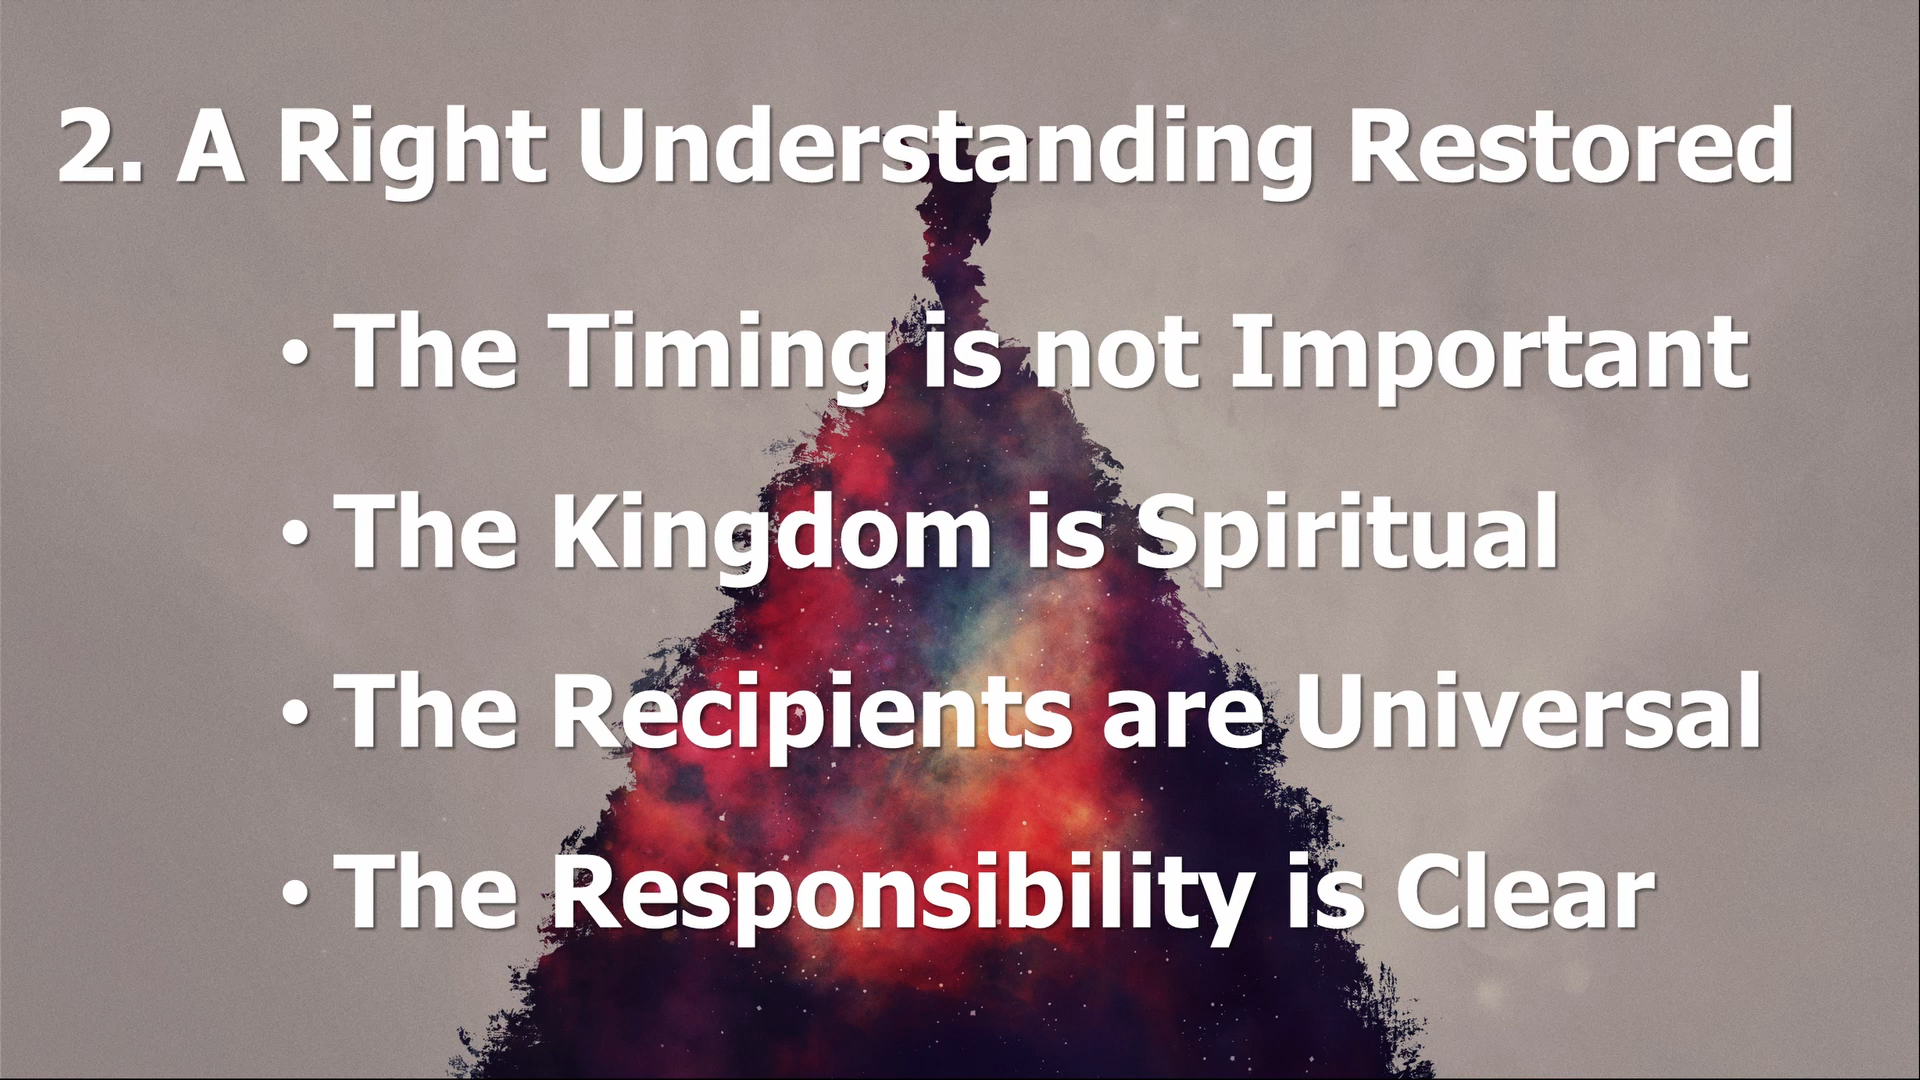 2. A Right Understanding Restored
• The Timing is not Important
• The Kingdom is Spiritual
• The Recipients are Universal
• The Responsibility is Clear